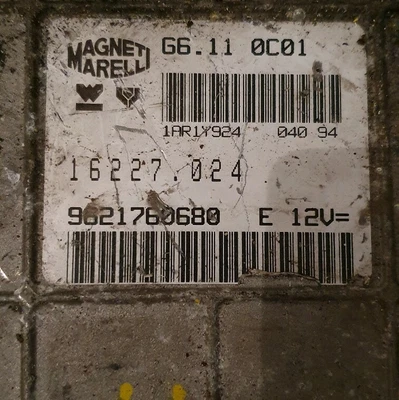 MAGNETI
MARELLI
G6.11 0C01
1AR1Y924 040 94
16227.024
9621760680 E 12V=